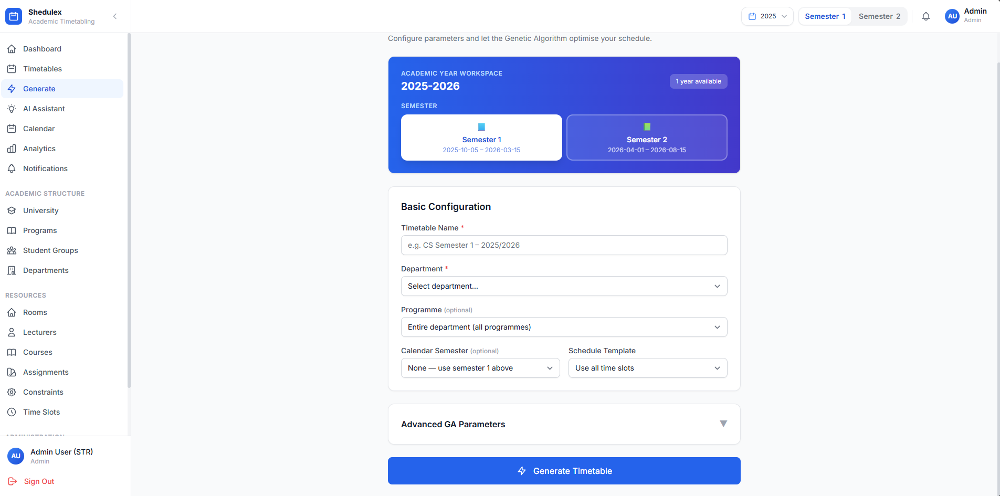 Shedulex
Academic Timetabling
2025
Semester 1
Semester 2
AU
Admin
Admin
Dashboard
Timetables
Generate
AI Assistant
Calendar
Analytics
Notifications
ACADEMIC STRUCTURE
University
Programs
Student Groups
Departments
RESOURCES
Rooms
Lecturers
Courses
Assignments
Constraints
Time Slots
AU
Admin User (STR)
Admin
Sign Out
Configure parameters and let the Genetic Algorithm optimise your schedule.
ACADEMIC YEAR WORKSPACE
2025-2026
1 year available
SEMESTER
Semester 1
2025-10-05 – 2026-03-15
Semester 2
2026-04-01 – 2026-08-15
Basic Configuration
Timetable Name *
e.g. CS Semester 1 – 2025/2026
Department *
Select department...
Programme (optional)
Entire department (all programmes)
Calendar Semester (optional)
None — use semester 1 above
Schedule Template
Use all time slots
Advanced GA Parameters
Generate Timetable